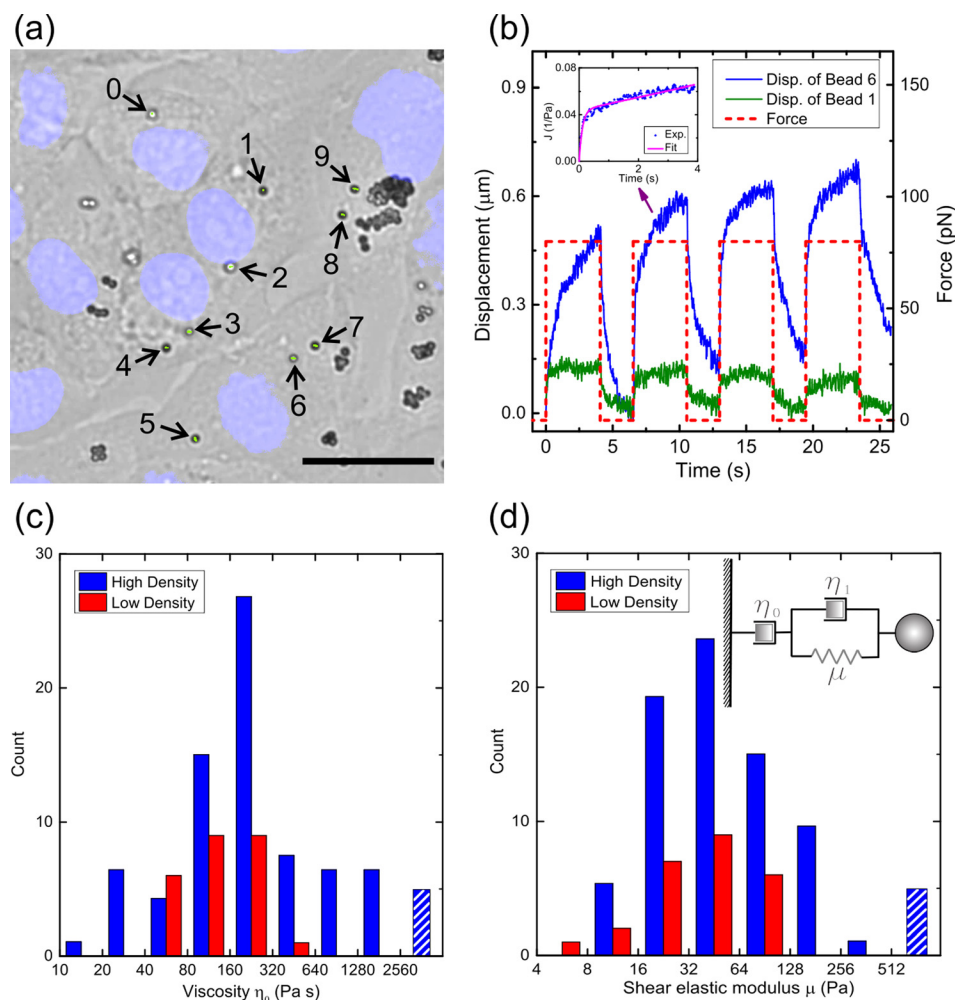 (a)
0
1
9
8
2
3
4
7
6
5
(b)
0.9
0.6
0.3
0.0
Displacement (μm)
150
100
50
0
Force (pN)
0 5 10 15 20 25
Time (s)
Disp. of Bead 6
Disp. of Bead 1
Force
0.08
0.04
0.00
J (1/Pa)
Exp.
Fit
0 2 4
Time (s)
(c)
30
20
10
0
Count
High Density
Low Density
10 20 40 80 160 320 640 1280 2560
Viscosity η₀ (Pa s)
(d)
30
20
10
0
Count
High Density
Low Density
η₀
η₁
μ
4 8 16 32 64 128 256 512
Shear elastic modulus μ (Pa)